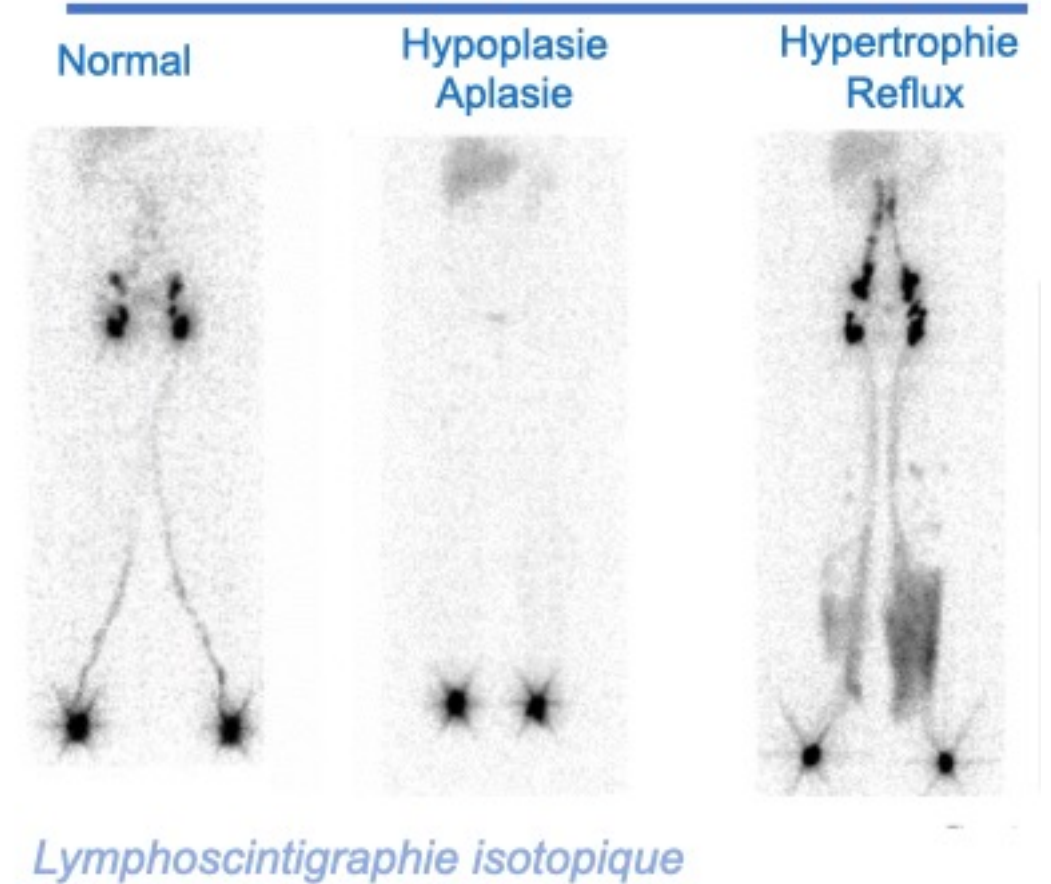 Normal
Hypoplasie
Aplasie
Hypertrophie
Reflux
Lymphoscintigraphie isotopique